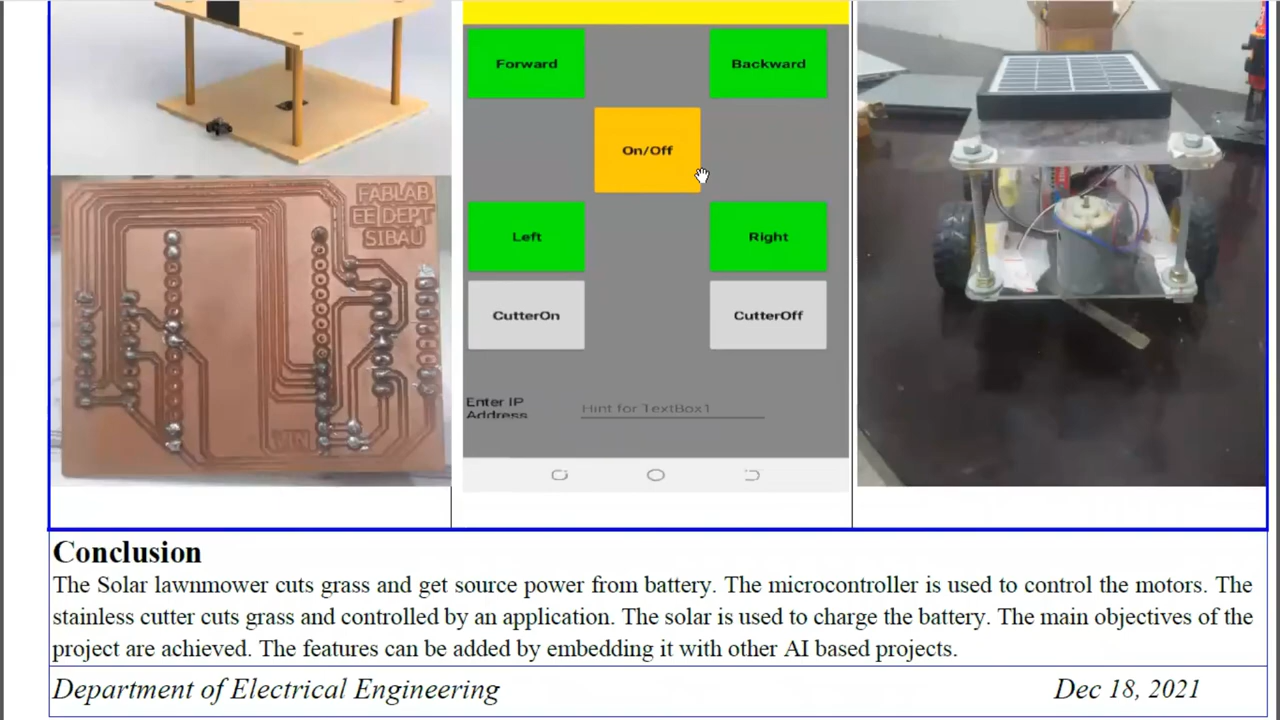 FABLAB
EE DEPT
SIBAU
VIN
Forward
Backward
On/Off
Left
Right
CutterOn
CutterOff
Enter IP
Address
Hint for TextBox1
Conclusion
The Solar lawnmower cuts grass and get source power from battery. The microcontroller is used to control the motors. The
stainless cutter cuts grass and controlled by an application. The solar is used to charge the battery. The main objectives of the
project are achieved. The features can be added by embedding it with other AI based projects.
Department of Electrical Engineering
Dec 18, 2021